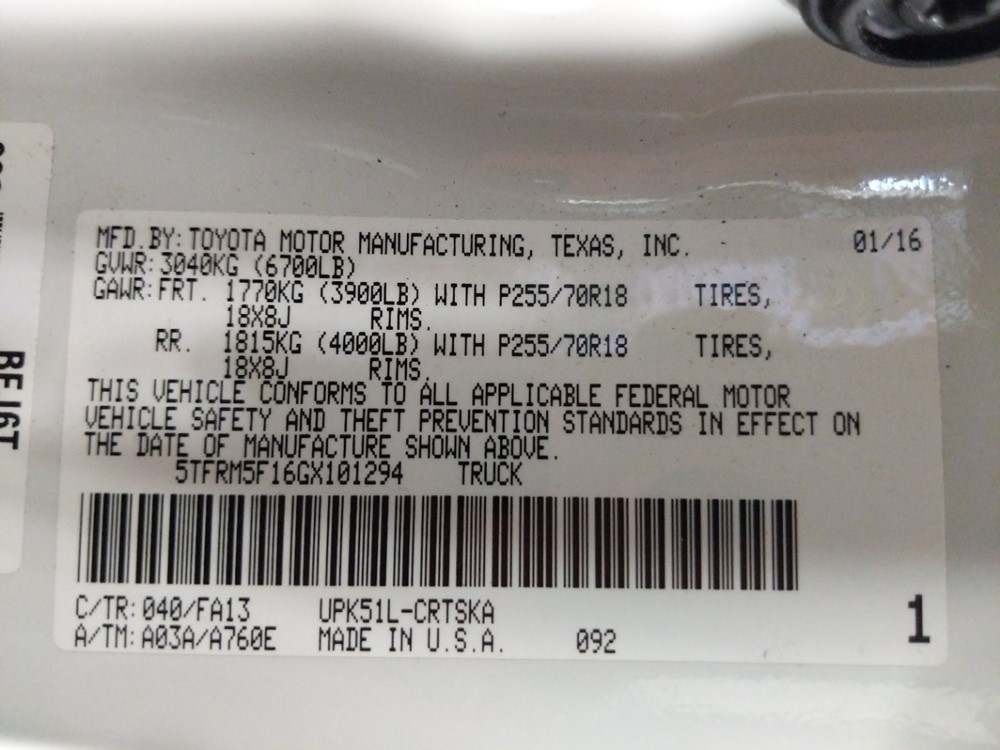 MFD.BY:TOYOTA MOTOR MANUFACTURING, TEXAS, INC. 01/16
GVWR:3040KG (6700LB)
GAWR:FRT. 1770KG (3900LB) WITH P255/70R18 TIRES,
18X8J RIMS.
RR. 1815KG (4000LB) WITH P255/70R18 TIRES,
18X8J RIMS.
THIS VEHICLE CONFORMS TO ALL APPLICABLE FEDERAL MOTOR
VEHICLE SAFETY AND THEFT PREVENTION STANDARDS IN EFFECT ON
THE DATE OF MANUFACTURE SHOWN ABOVE.
5TFRM5F16GX101294 TRUCK
C/TR:040/FA13 UPK51L-CRTSKA
A/TM:A03A/A760E MADE IN U.S.A. 092
1